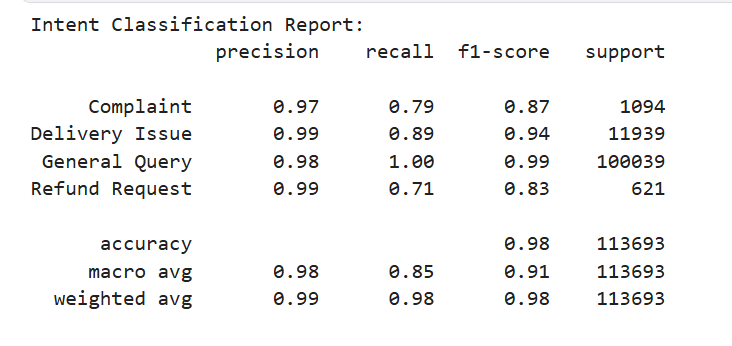 Intent Classification Report:
precision recall f1-score support
Complaint 0.97 0.79 0.87 1094
Delivery Issue 0.99 0.89 0.94 11939
General Query 0.98 1.00 0.99 100039
Refund Request 0.99 0.71 0.83 621
accuracy 0.98 113693
macro avg 0.98 0.85 0.91 113693
weighted avg 0.99 0.98 0.98 113693